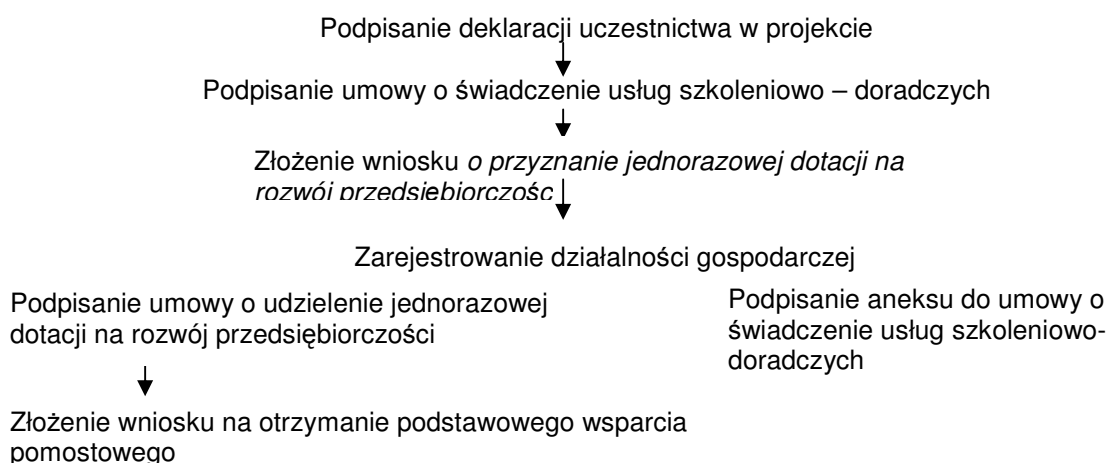 Podpisanie deklaracji uczestnictwa w projekcie
Podpisanie umowy o świadczenie usług szkoleniowo – doradczych
Złożenie wniosku o przyznanie jednorazowej dotacji na
rozwój przedsiębiorczośc
Zarejestrowanie działalności gospodarczej
Podpisanie umowy o udzielenie jednorazowej
dotacji na rozwój przedsiębiorczości
Podpisanie aneksu do umowy o
świadczenie usług szkoleniowo-
doradczych
Złożenie wniosku na otrzymanie podstawowego wsparcia
pomostowego